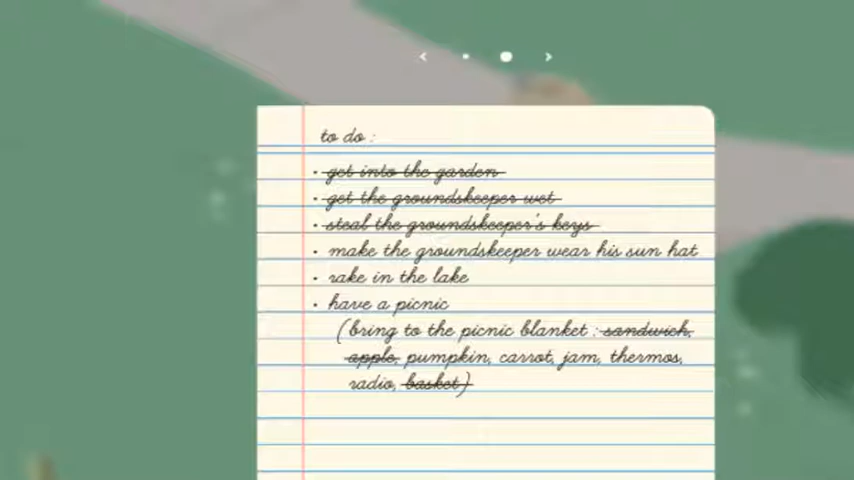 to do :
• get into the garden
• get the groundskeeper wet
• steal the groundskeeper's keys
• make the groundskeeper wear his sun hat
• rake in the lake
• have a picnic
(bring to the picnic blanket : sandwich,
apple, pumpkin, carrot, jam, thermos,
radio, basket)